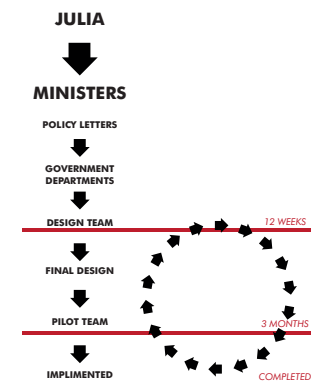 JULIA
MINISTERS
POLICY LETTERS
GOVERNMENT
DEPARTMENTS
DESIGN TEAM
12 WEEKS
FINAL DESIGN
PILOT TEAM
3 MONTHS
IMPLIMENTED
COMPLETED